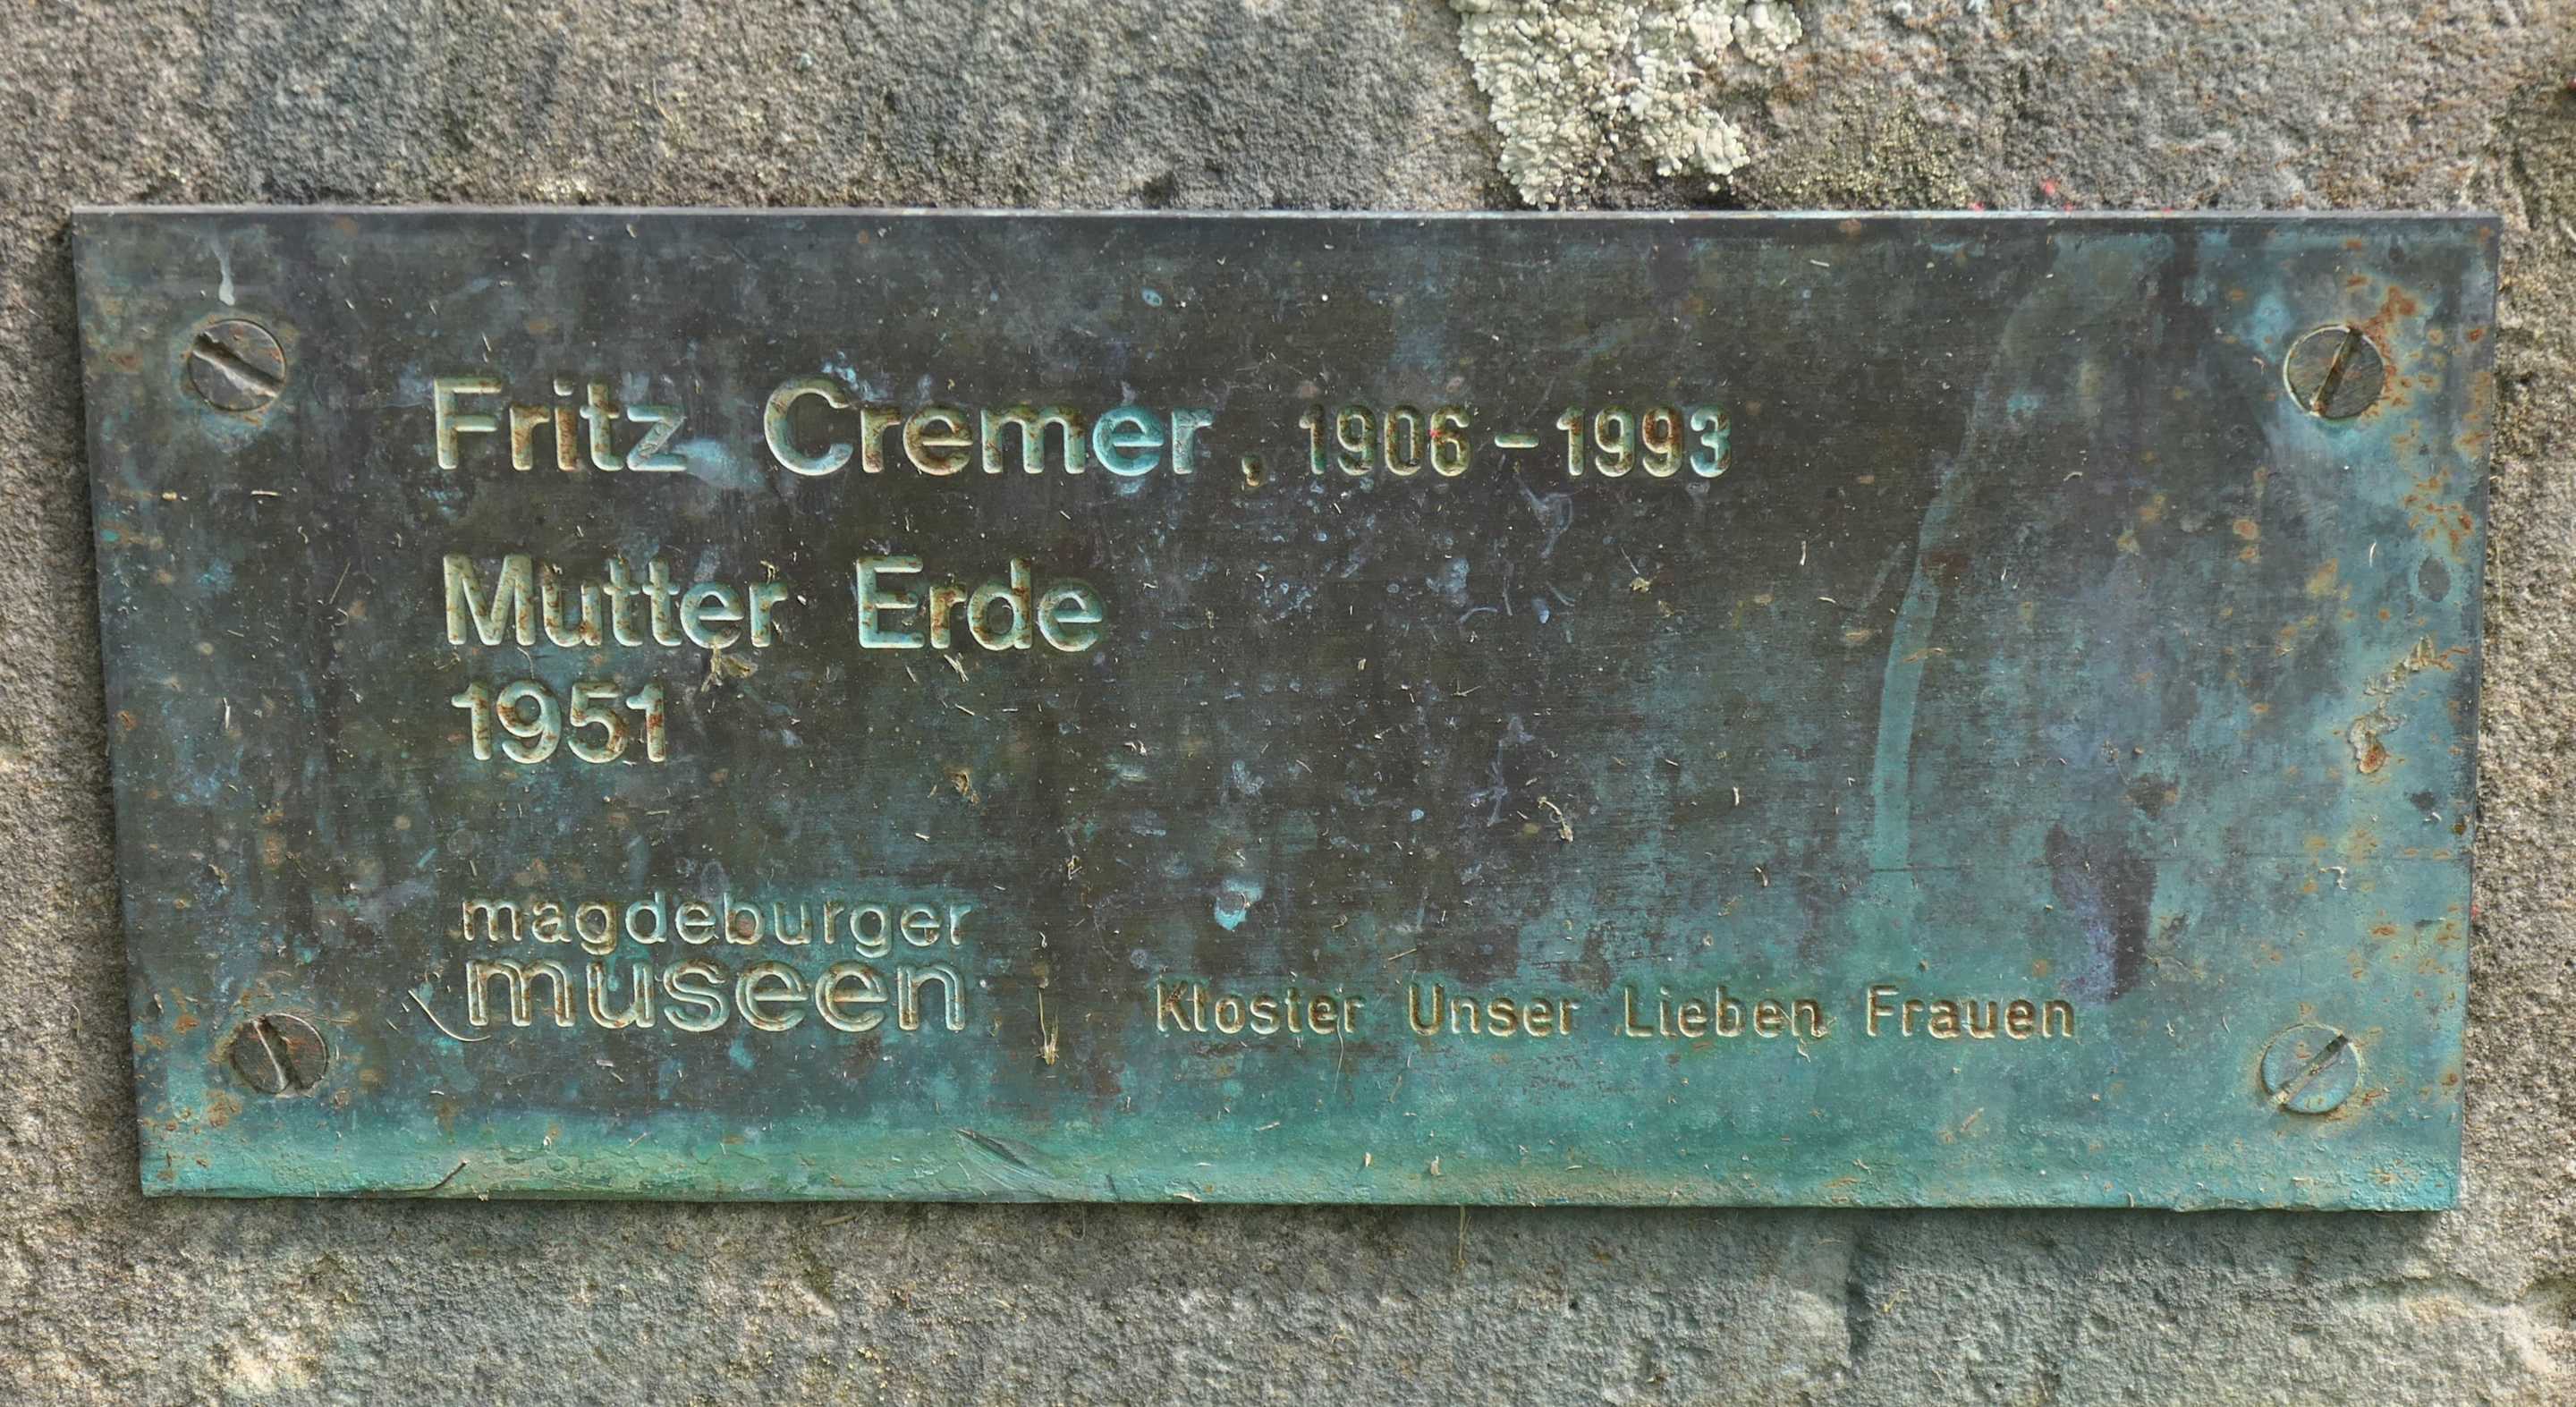 Fritz Cremer, 1906 – 1993
Mutter Erde
1951
magdeburger
museen
Kloster Unser Lieben Frauen